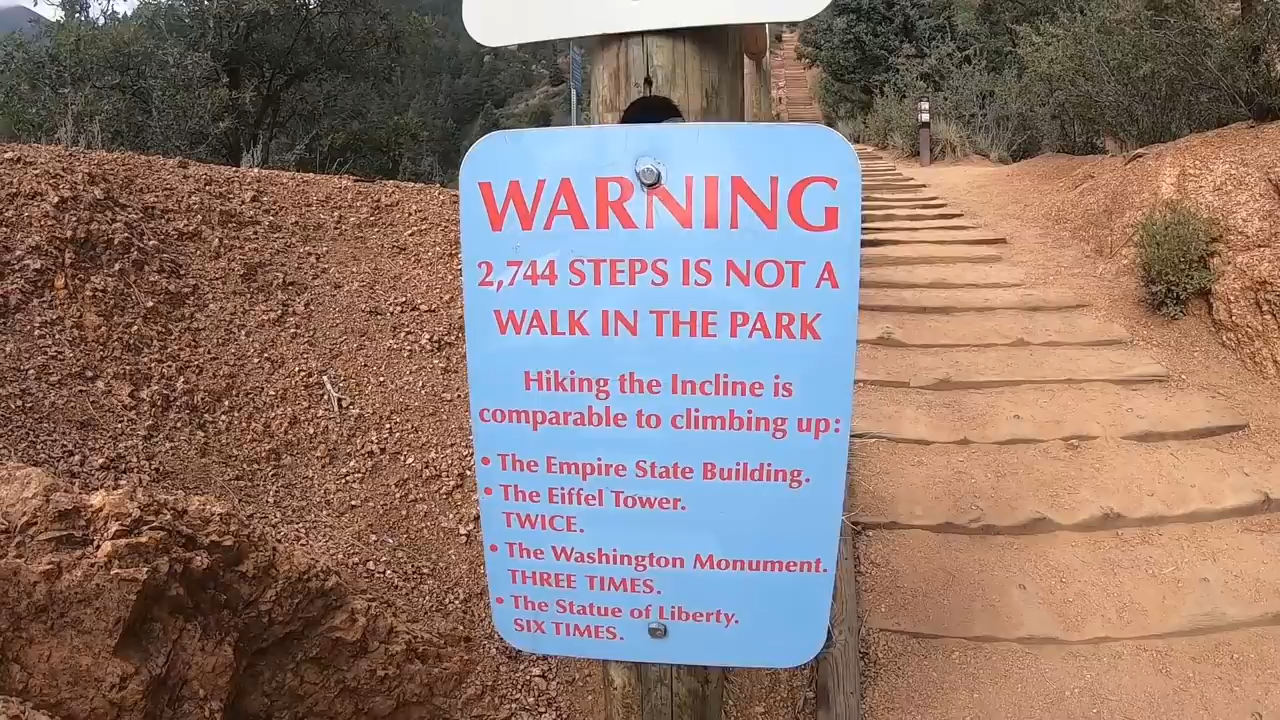 WARNING
2,744 STEPS IS NOT A
WALK IN THE PARK
Hiking the Incline is
comparable to climbing up:
• The Empire State Building.
• The Eiffel Tower.
TWICE.
• The Washington Monument.
THREE TIMES.
• The Statue of Liberty.
SIX TIMES.